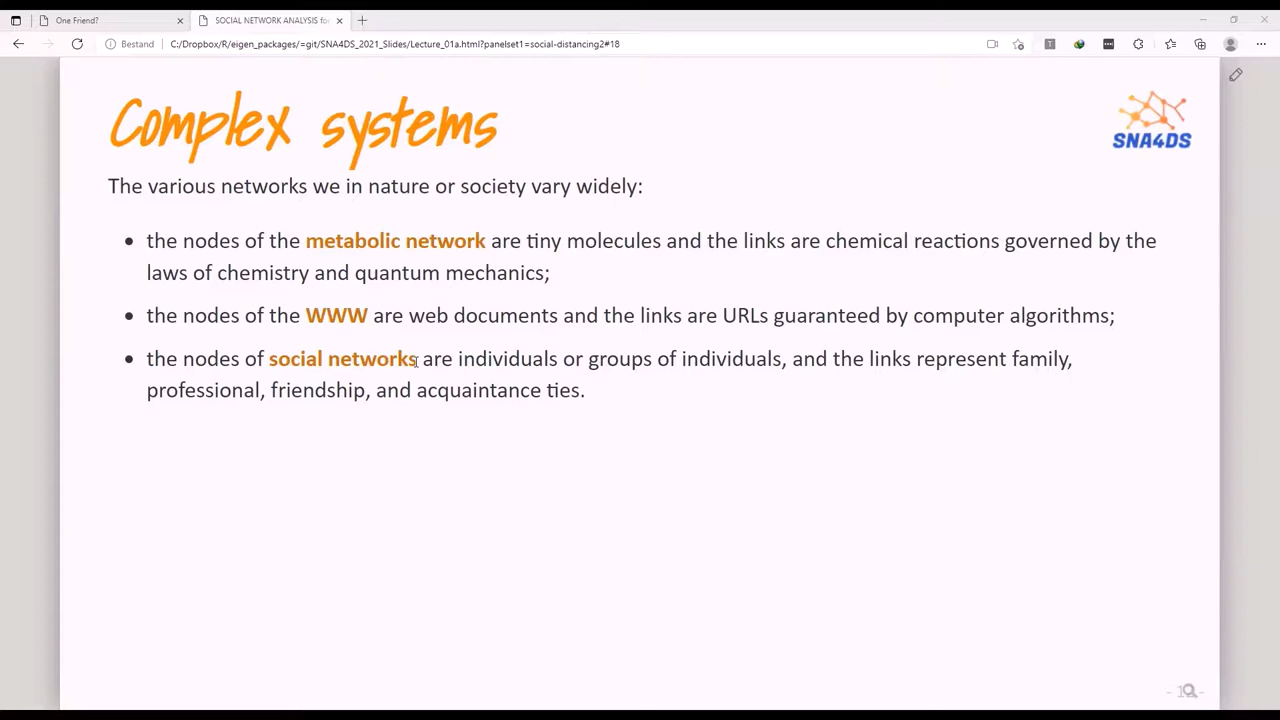 One Friend?
SOCIAL NETWORK ANALYSIS for
Bestand
C:/Dropbox/R/eigen_packages/=git/SNA4DS_2021_Slides/Lecture_01a.html?panelset1=social-distancing2#18
Complex systems
SNA4DS
The various networks we in nature or society vary widely:
• the nodes of the metabolic network are tiny molecules and the links are chemical reactions governed by the
laws of chemistry and quantum mechanics;
• the nodes of the WWW are web documents and the links are URLs guaranteed by computer algorithms;
• the nodes of social networks are individuals or groups of individuals, and the links represent family,
professional, friendship, and acquaintance ties.